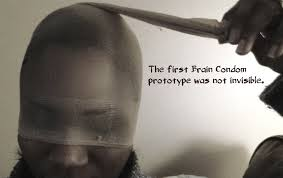 The first Brain Condom
prototype was not invisible.